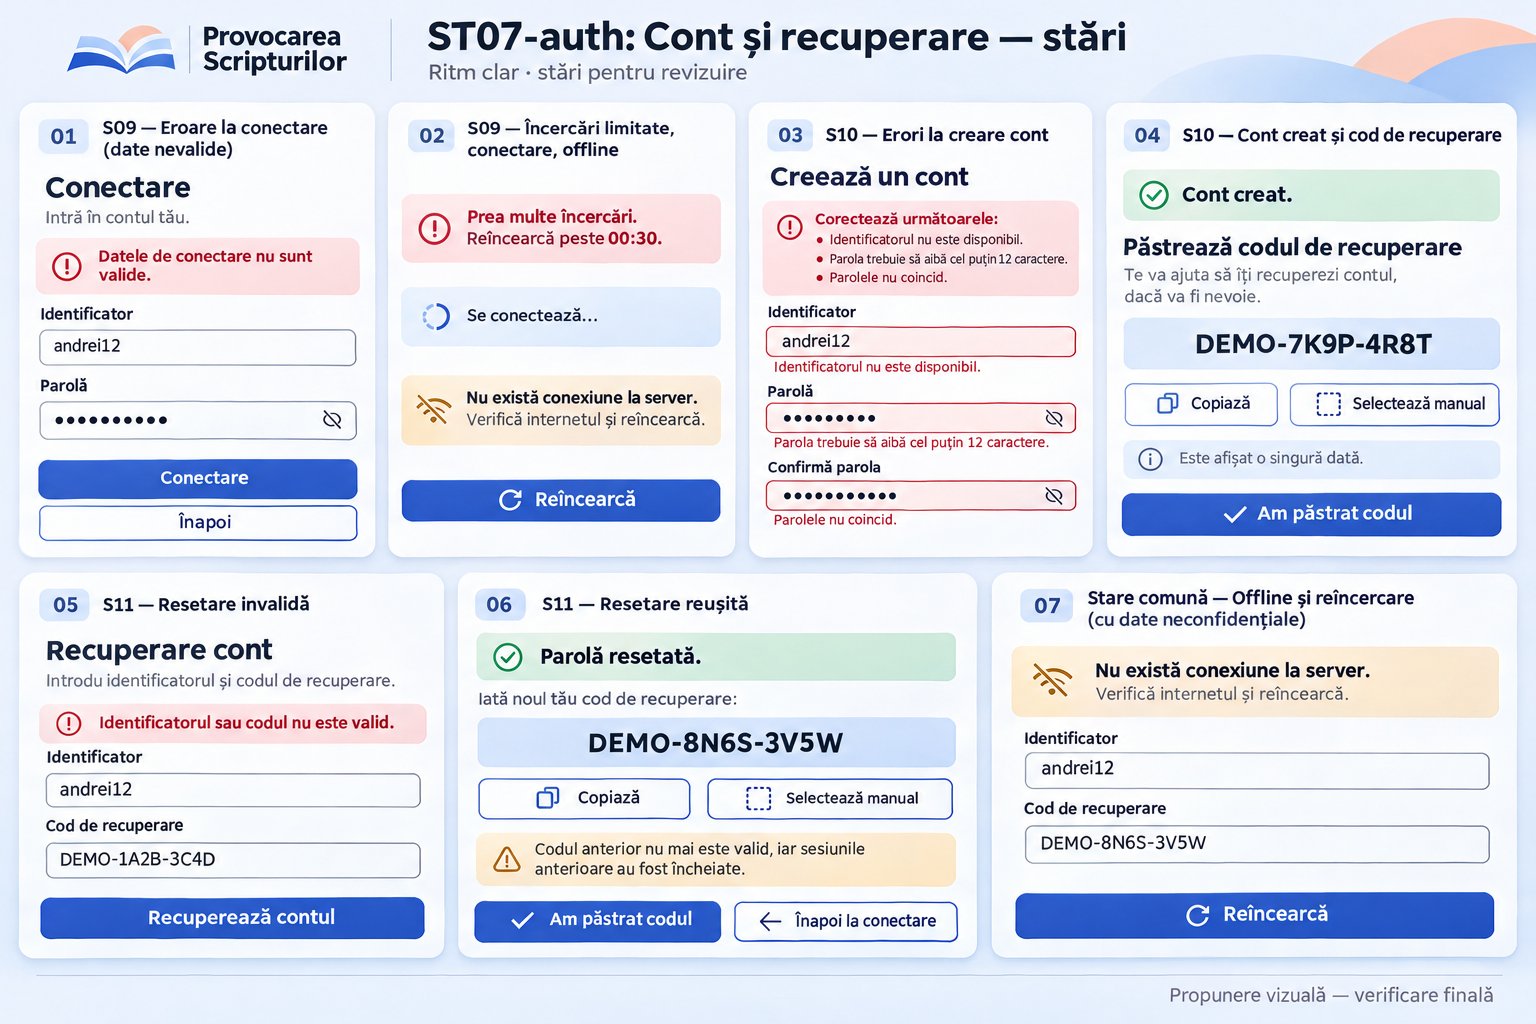 Provocarea
Scripturilor
ST07-auth: Cont și recuperare — stări
Ritm clar · stări pentru revizuire
01
S09 — Eroare la conectare
(date nevalide)
Conectare
Intră în contul tău.
Datele de conectare nu sunt
valide.
Identificator
andrei12
Parolă
Conectare
Înapoi
02
S09 — Încercări limitate,
conectare, offline
Prea multe încercări.
Reîncearcă peste 00:30.
Se conectează...
Nu există conexiune la server.
Verifică internetul și reîncearcă.
Reîncearcă
03
S10 — Erori la creare cont
Creează un cont
Corectează următoarele:
• Identificatorul nu este disponibil.
• Parola trebuie să aibă cel puțin 12 caractere.
• Parolele nu coincid.
Identificator
andrei12
Identificatorul nu este disponibil.
Parolă
Parola trebuie să aibă cel puțin 12 caractere.
Confirmă parola
Parolele nu coincid.
04
S10 — Cont creat și cod de recuperare
Cont creat.
Păstrează codul de recuperare
Te va ajuta să îți recuperezi contul,
dacă va fi nevoie.
DEMO-7K9P-4R8T
Copiază
Selectează manual
Este afișat o singură dată.
Am păstrat codul
05
S11 — Resetare invalidă
Recuperare cont
Introdu identificatorul și codul de recuperare.
Identificatorul sau codul nu este valid.
Identificator
andrei12
Cod de recuperare
DEMO-1A2B-3C4D
Recuperează contul
06
S11 — Resetare reușită
Parolă resetată.
Iată noul tău cod de recuperare:
DEMO-8N6S-3V5W
Copiază
Selectează manual
Codul anterior nu mai este valid, iar sesiunile
anterioare au fost încheiate.
Am păstrat codul
Înapoi la conectare
07
Stare comună — Offline și reîncercare
(cu date neconfidențiale)
Nu există conexiune la server.
Verifică internetul și reîncearcă.
Identificator
andrei12
Cod de recuperare
DEMO-8N6S-3V5W
Reîncearcă
Propunere vizuală — verificare finală